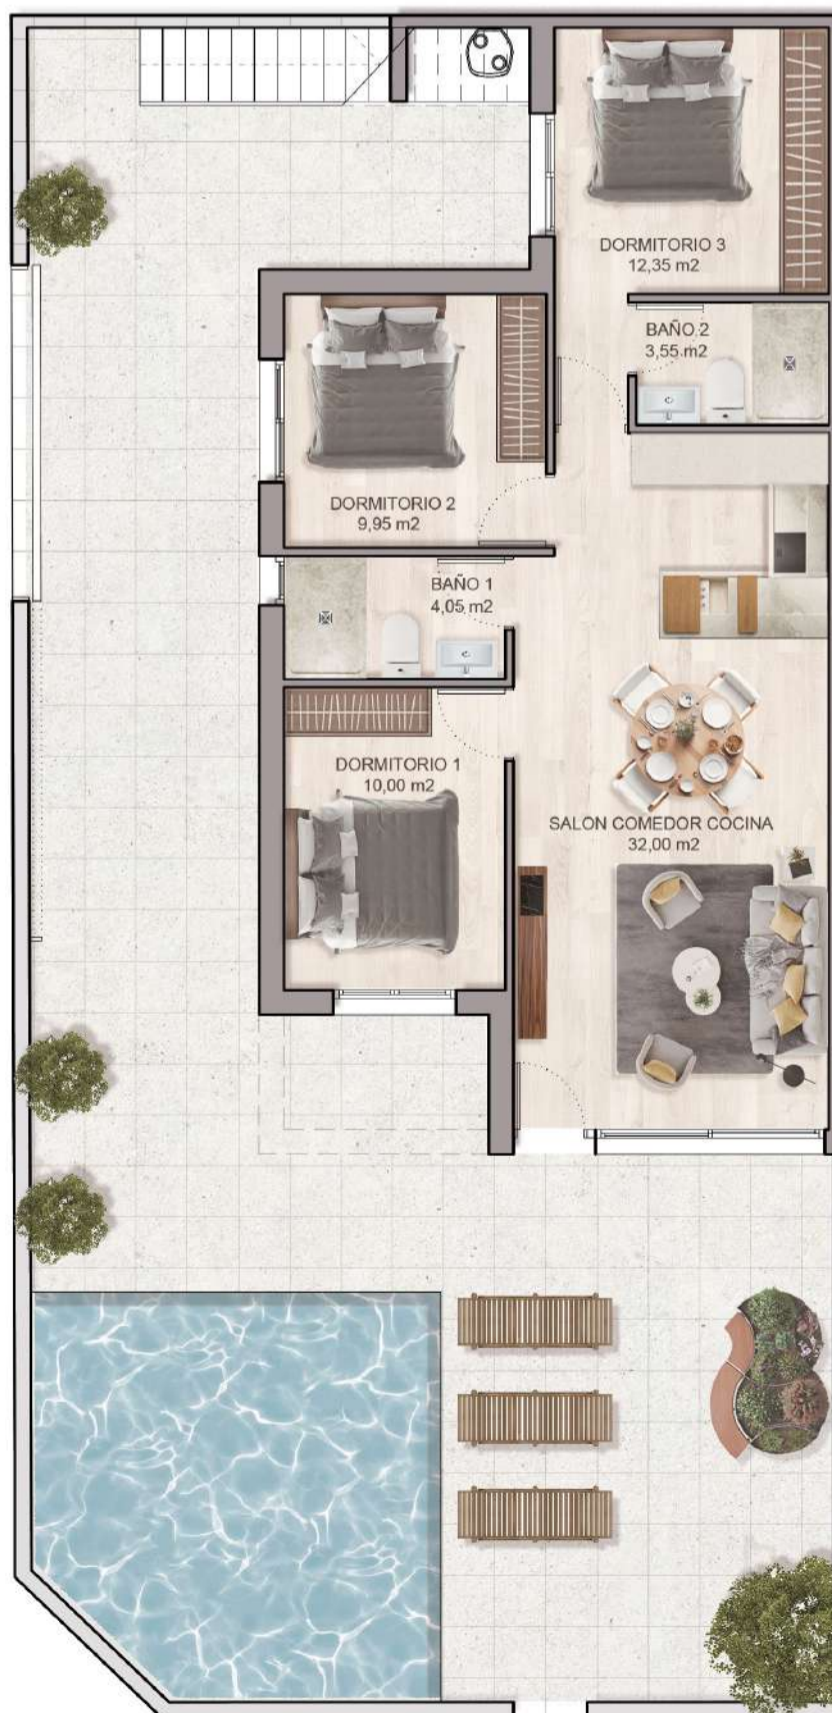 DORMITORIO 3
12,35 m2
BAÑO 2
3,55 m2
DORMITORIO 2
9,95 m2
BAÑO 1
4,05 m2
DORMITORIO 1
10,00 m2
SALON COMEDOR COCINA
32,00 m2